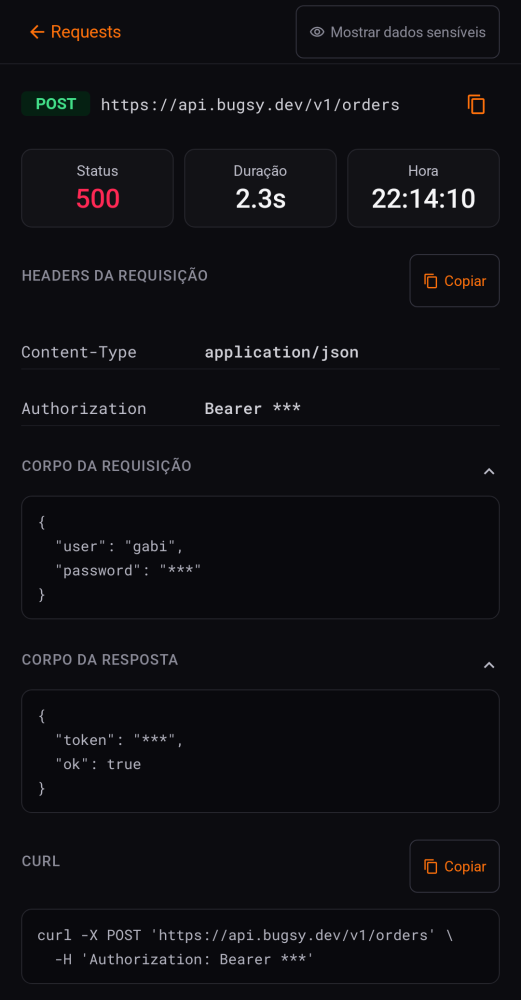 Requests
Mostrar dados sensíveis
POST https://api.bugsy.dev/v1/orders
Status
500
Duração
2.3s
Hora
22:14:10
HEADERS DA REQUISIÇÃO
Copiar
Content-Type application/json
Authorization Bearer ***
CORPO DA REQUISIÇÃO
{
  "user": "gabi",
  "password": "***"
}
CORPO DA RESPOSTA
{
  "token": "***",
  "ok": true
}
CURL
Copiar
curl -X POST 'https://api.bugsy.dev/v1/orders' \
  -H 'Authorization: Bearer ***'